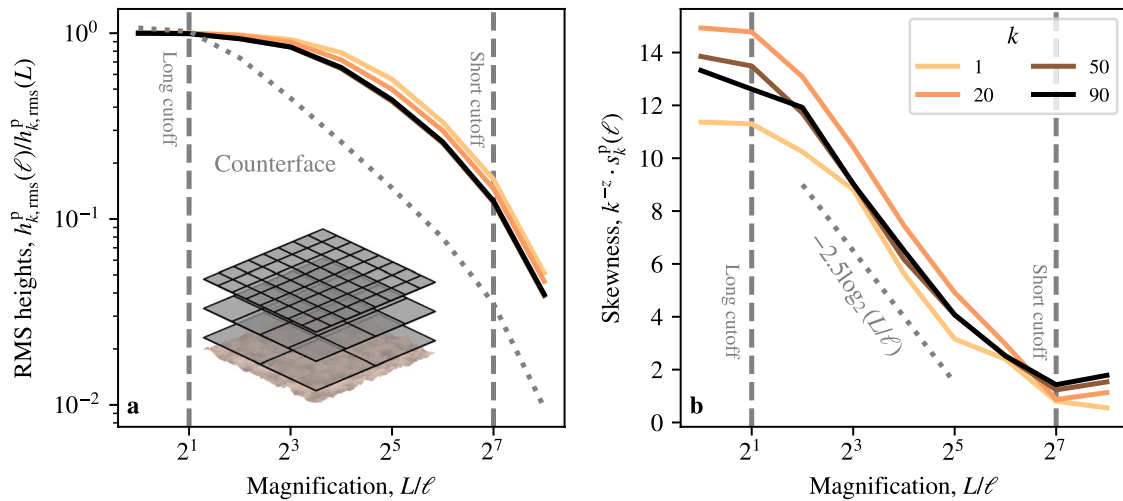 RMS heights, h^p_{k,rms}(ℓ)/h^p_{k,rms}(L)
10^0
10^{-1}
10^{-2}
Long cutoff
Short cutoff
Counterface
a
2^1
2^3
2^5
2^7
Magnification, L/ℓ
Skewness, k^{-z} · s^p_k(ℓ)
14
12
10
8
6
4
2
0
k
1
50
20
90
Long cutoff
Short cutoff
−2.5log_2(L/ℓ)
b
2^1
2^3
2^5
2^7
Magnification, L/ℓ